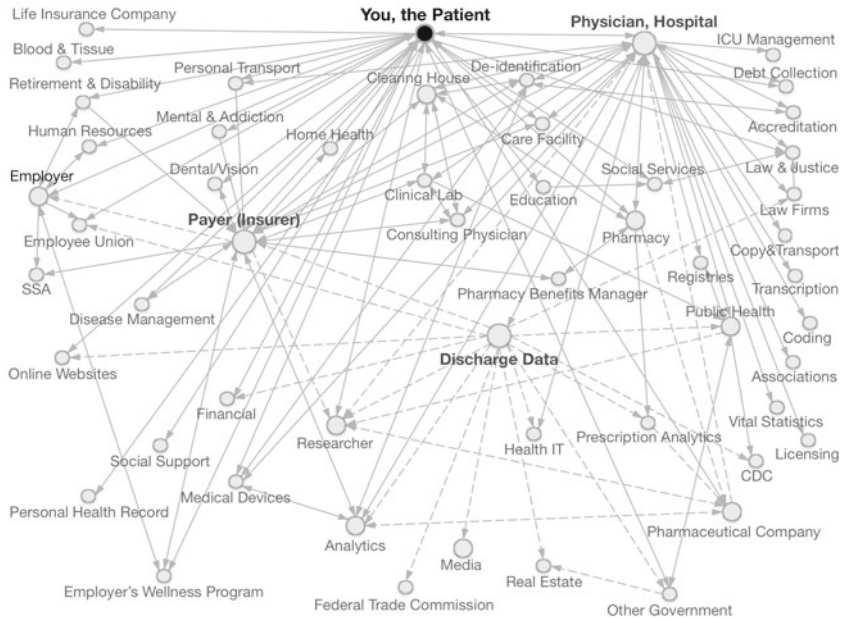 Life Insurance Company
You, the Patient
Physician, Hospital
Blood & Tissue
ICU Management
Retirement & Disability
Personal Transport
Clearing House
De-identification
Debt Collection
Human Resources
Mental & Addiction
Home Health
Care Facility
Accreditation
Employer
Dental/Vision
Clinical Lab
Education
Social Services
Law & Justice
Employee Union
Payer (Insurer)
Consulting Physician
Pharmacy
Law Firms
SSA
Disease Management
Pharmacy Benefits Manager
Registries
Copy&Transport
Transcription
Public Health
Coding
Online Websites
Discharge Data
Associations
Financial
Researcher
Health IT
Prescription Analytics
Vital Statistics
Social Support
CDC
Licensing
Personal Health Record
Medical Devices
Analytics
Media
Pharmaceutical Company
Employer's Wellness Program
Federal Trade Commission
Real Estate
Other Government